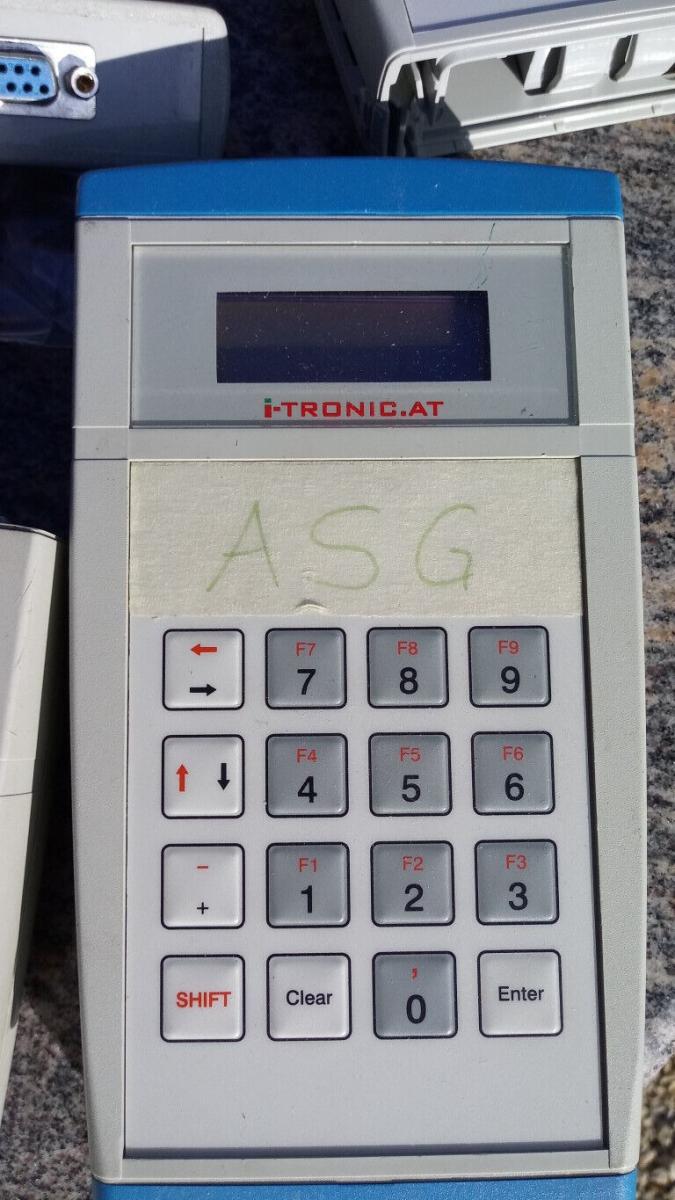 i-TRONIC.AT
ASG
← F7 F8 F9
→ 7 8 9
F4 F5 F6
↑ ↓ 4 5 6
- F1 F2 F3
+ 1 2 3
,
SHIFT Clear 0 Enter